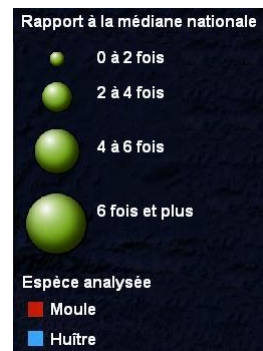 Rapport à la médiane nationale
0 à 2 fois
2 à 4 fois
4 à 6 fois
6 fois et plus
Espèce analysée
Moule
Huître